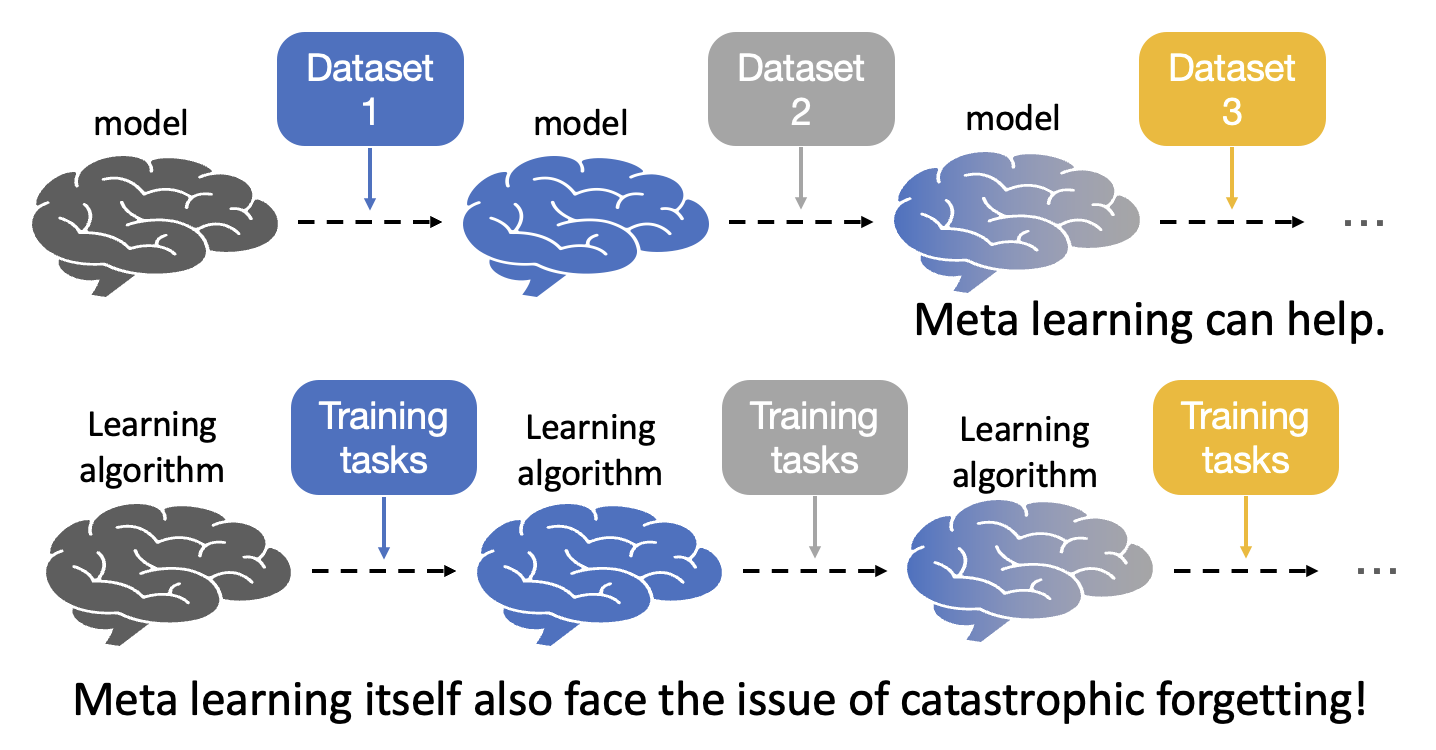 Dataset
1
Dataset
2
Dataset
3
model
model
model
...
Meta learning can help.
Learning
algorithm
Training
tasks
Learning
algorithm
Training
tasks
Learning
algorithm
Training
tasks
...
Meta learning itself also face the issue of catastrophic forgetting!